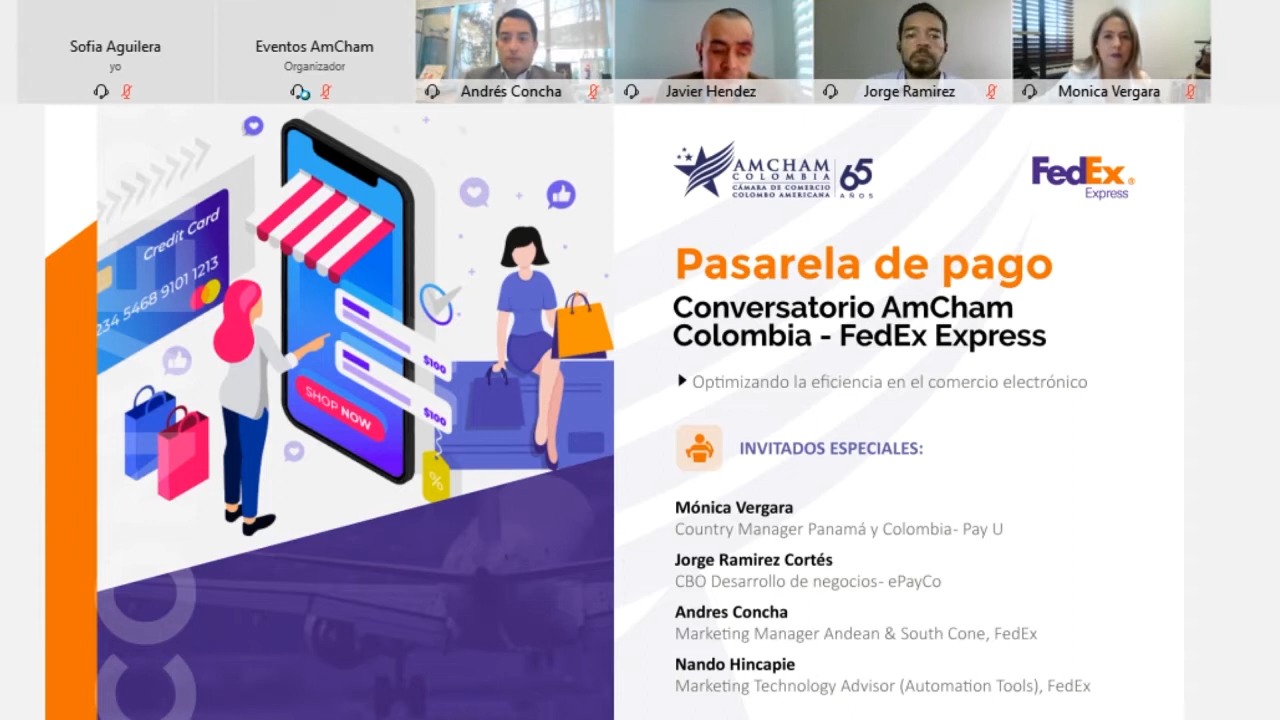 Sofia Aguilera
yo
Eventos AmCham
Organizador
Andrés Concha
Javier Hendez
Jorge Ramirez
Monica Vergara
Credit Card
234 5468 9101 1213
$100
$100
SHOP NOW
%
AMCHAM
COLOMBIA
CÁMARA DE COMERCIO
COLOMBO AMERICANA
65
AÑOS
FedEx®
Express
Pasarela de pago
Conversatorio AmCham
Colombia - FedEx Express
Optimizando la eficiencia en el comercio electrónico
INVITADOS ESPECIALES:
Mónica Vergara
Country Manager Panamá y Colombia- Pay U
Jorge Ramirez Cortés
CBO Desarrollo de negocios- ePayCo
Andres Concha
Marketing Manager Andean & South Cone, FedEx
Nando Hincapie
Marketing Technology Advisor (Automation Tools), FedEx